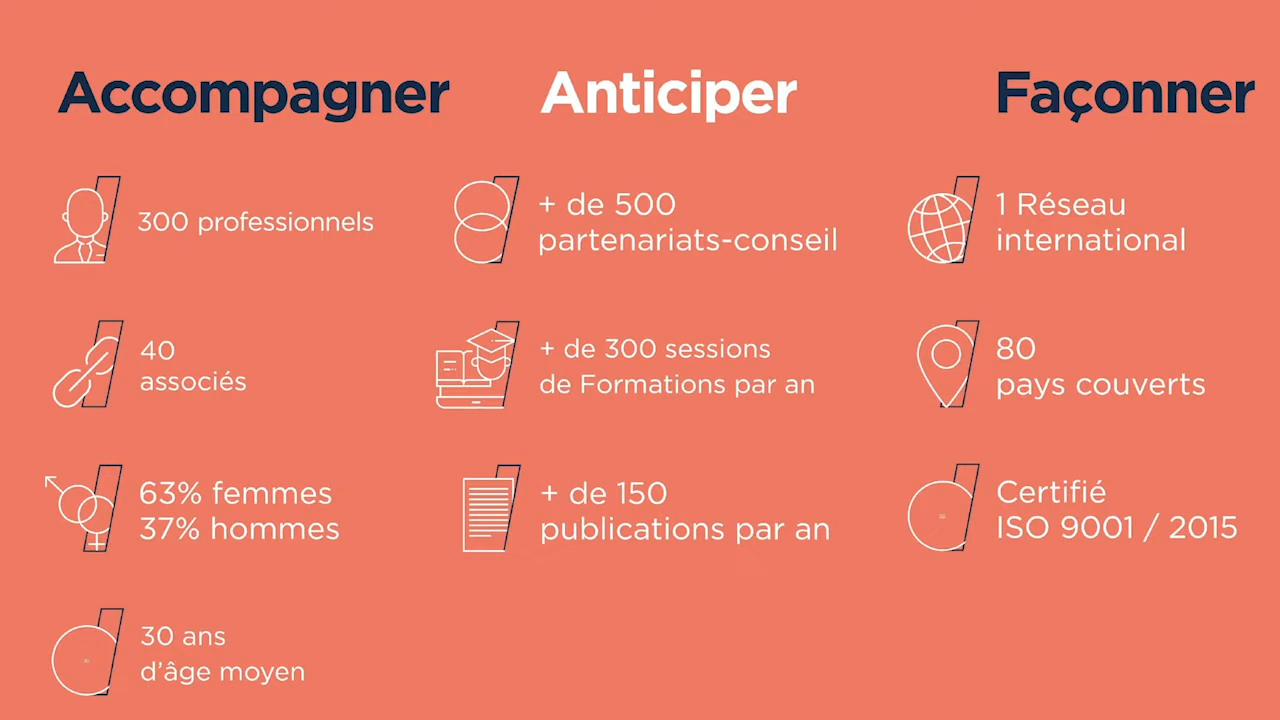 Accompagner
300 professionnels
40
associés
63% femmes
37% hommes
30 ans
d'âge moyen
Anticiper
+ de 500
partenariats-conseil
+ de 300 sessions
de Formations par an
+ de 150
publications par an
Façonner
1 Réseau
international
80
pays couverts
Certifié
ISO 9001 / 2015